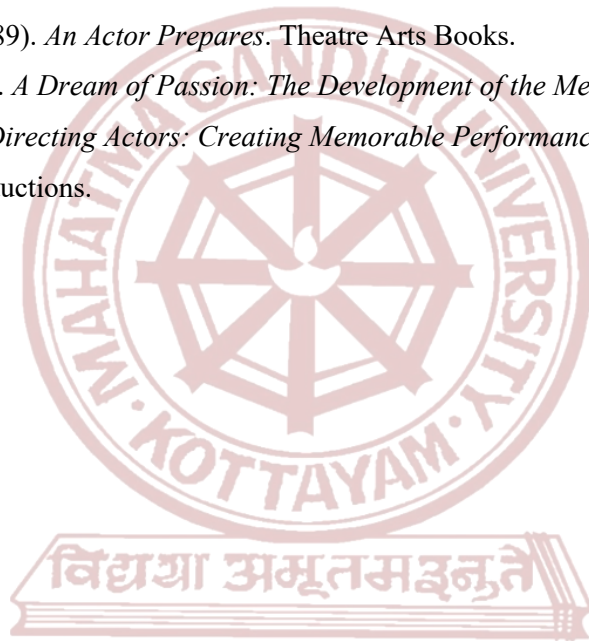 89). An Actor Prepares. Theatre Arts Books.
. A Dream of Passion: The Development of the Me
Directing Actors: Creating Memorable Performanc
uctions.
MAHATMA GANDHI UNIVERSITY
KOTTAYAM
विद्यया अमृतमश्नुते